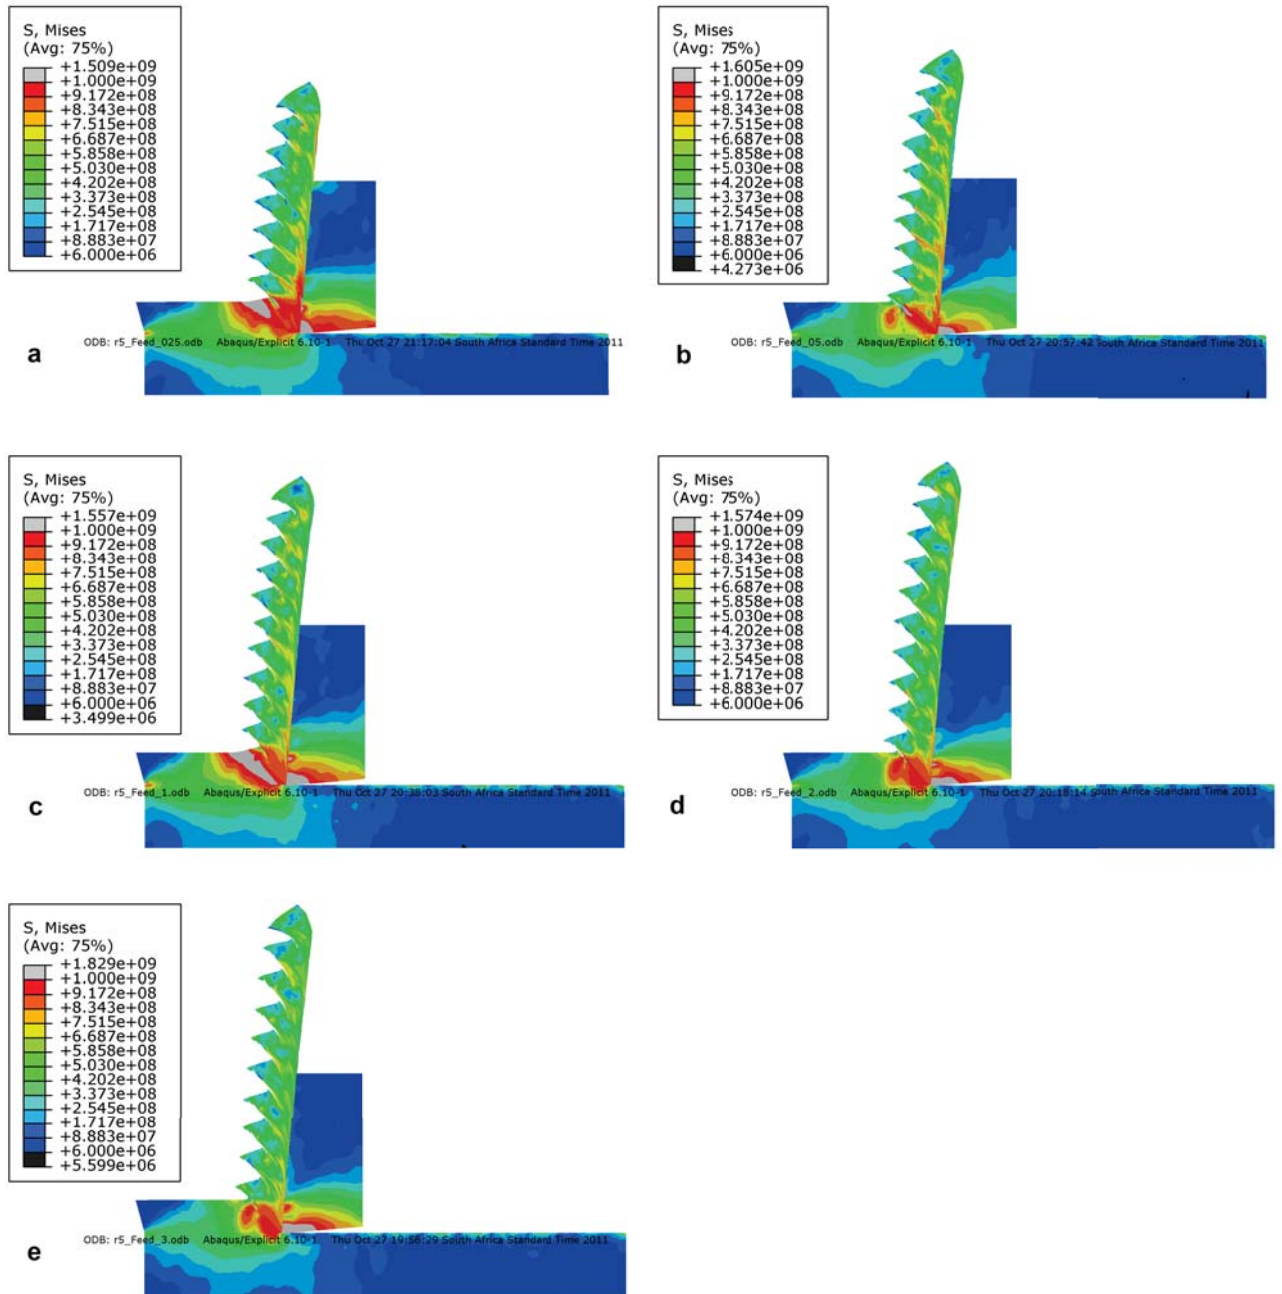 S, Mises
(Avg: 75%)
+1.509e+09
+1.000e+09
+9.172e+08
+8.343e+08
+7.515e+08
+6.687e+08
+5.858e+08
+5.030e+08
+4.202e+08
+3.373e+08
+2.545e+08
+1.717e+08
+8.883e+07
+6.000e+06
ODB: r5_Feed_025.odb Abaqus/Explicit 6.10-1 Thu Oct 27 21:17:04 South Africa Standard Time 2011
a
S, Mises
(Avg: 75%)
+1.605e+09
+1.000e+09
+9.172e+08
+8.343e+08
+7.515e+08
+6.687e+08
+5.858e+08
+5.030e+08
+4.202e+08
+3.373e+08
+2.545e+08
+1.717e+08
+8.883e+07
+6.000e+06
+4.273e+06
ODB: r5_Feed_05.odb Abaqus/Explicit 6.10-1 Thu Oct 27 20:57:42 South Africa Standard Time 2011
b
S, Mises
(Avg: 75%)
+1.557e+09
+1.000e+09
+9.172e+08
+8.343e+08
+7.515e+08
+6.687e+08
+5.858e+08
+5.030e+08
+4.202e+08
+3.373e+08
+2.545e+08
+1.717e+08
+8.883e+07
+6.000e+06
+3.499e+06
ODB: r5_Feed_1.odb Abaqus/Explicit 6.10-1 Thu Oct 27 20:38:03 South Africa Standard Time 2011
c
S, Mises
(Avg: 75%)
+1.574e+09
+1.000e+09
+9.172e+08
+8.343e+08
+7.515e+08
+6.687e+08
+5.858e+08
+5.030e+08
+4.202e+08
+3.373e+08
+2.545e+08
+1.717e+08
+8.883e+07
+6.000e+06
ODB: r5_Feed_2.odb Abaqus/Explicit 6.10-1 Thu Oct 27 20:18:14 South Africa Standard Time 2011
d
S, Mises
(Avg: 75%)
+1.829e+09
+1.000e+09
+9.172e+08
+8.343e+08
+7.515e+08
+6.687e+08
+5.858e+08
+5.030e+08
+4.202e+08
+3.373e+08
+2.545e+08
+1.717e+08
+8.883e+07
+6.000e+06
+5.599e+06
ODB: r5_Feed_3.odb Abaqus/Explicit 6.10-1 Thu Oct 27 19:56:29 South Africa Standard Time 2011
e